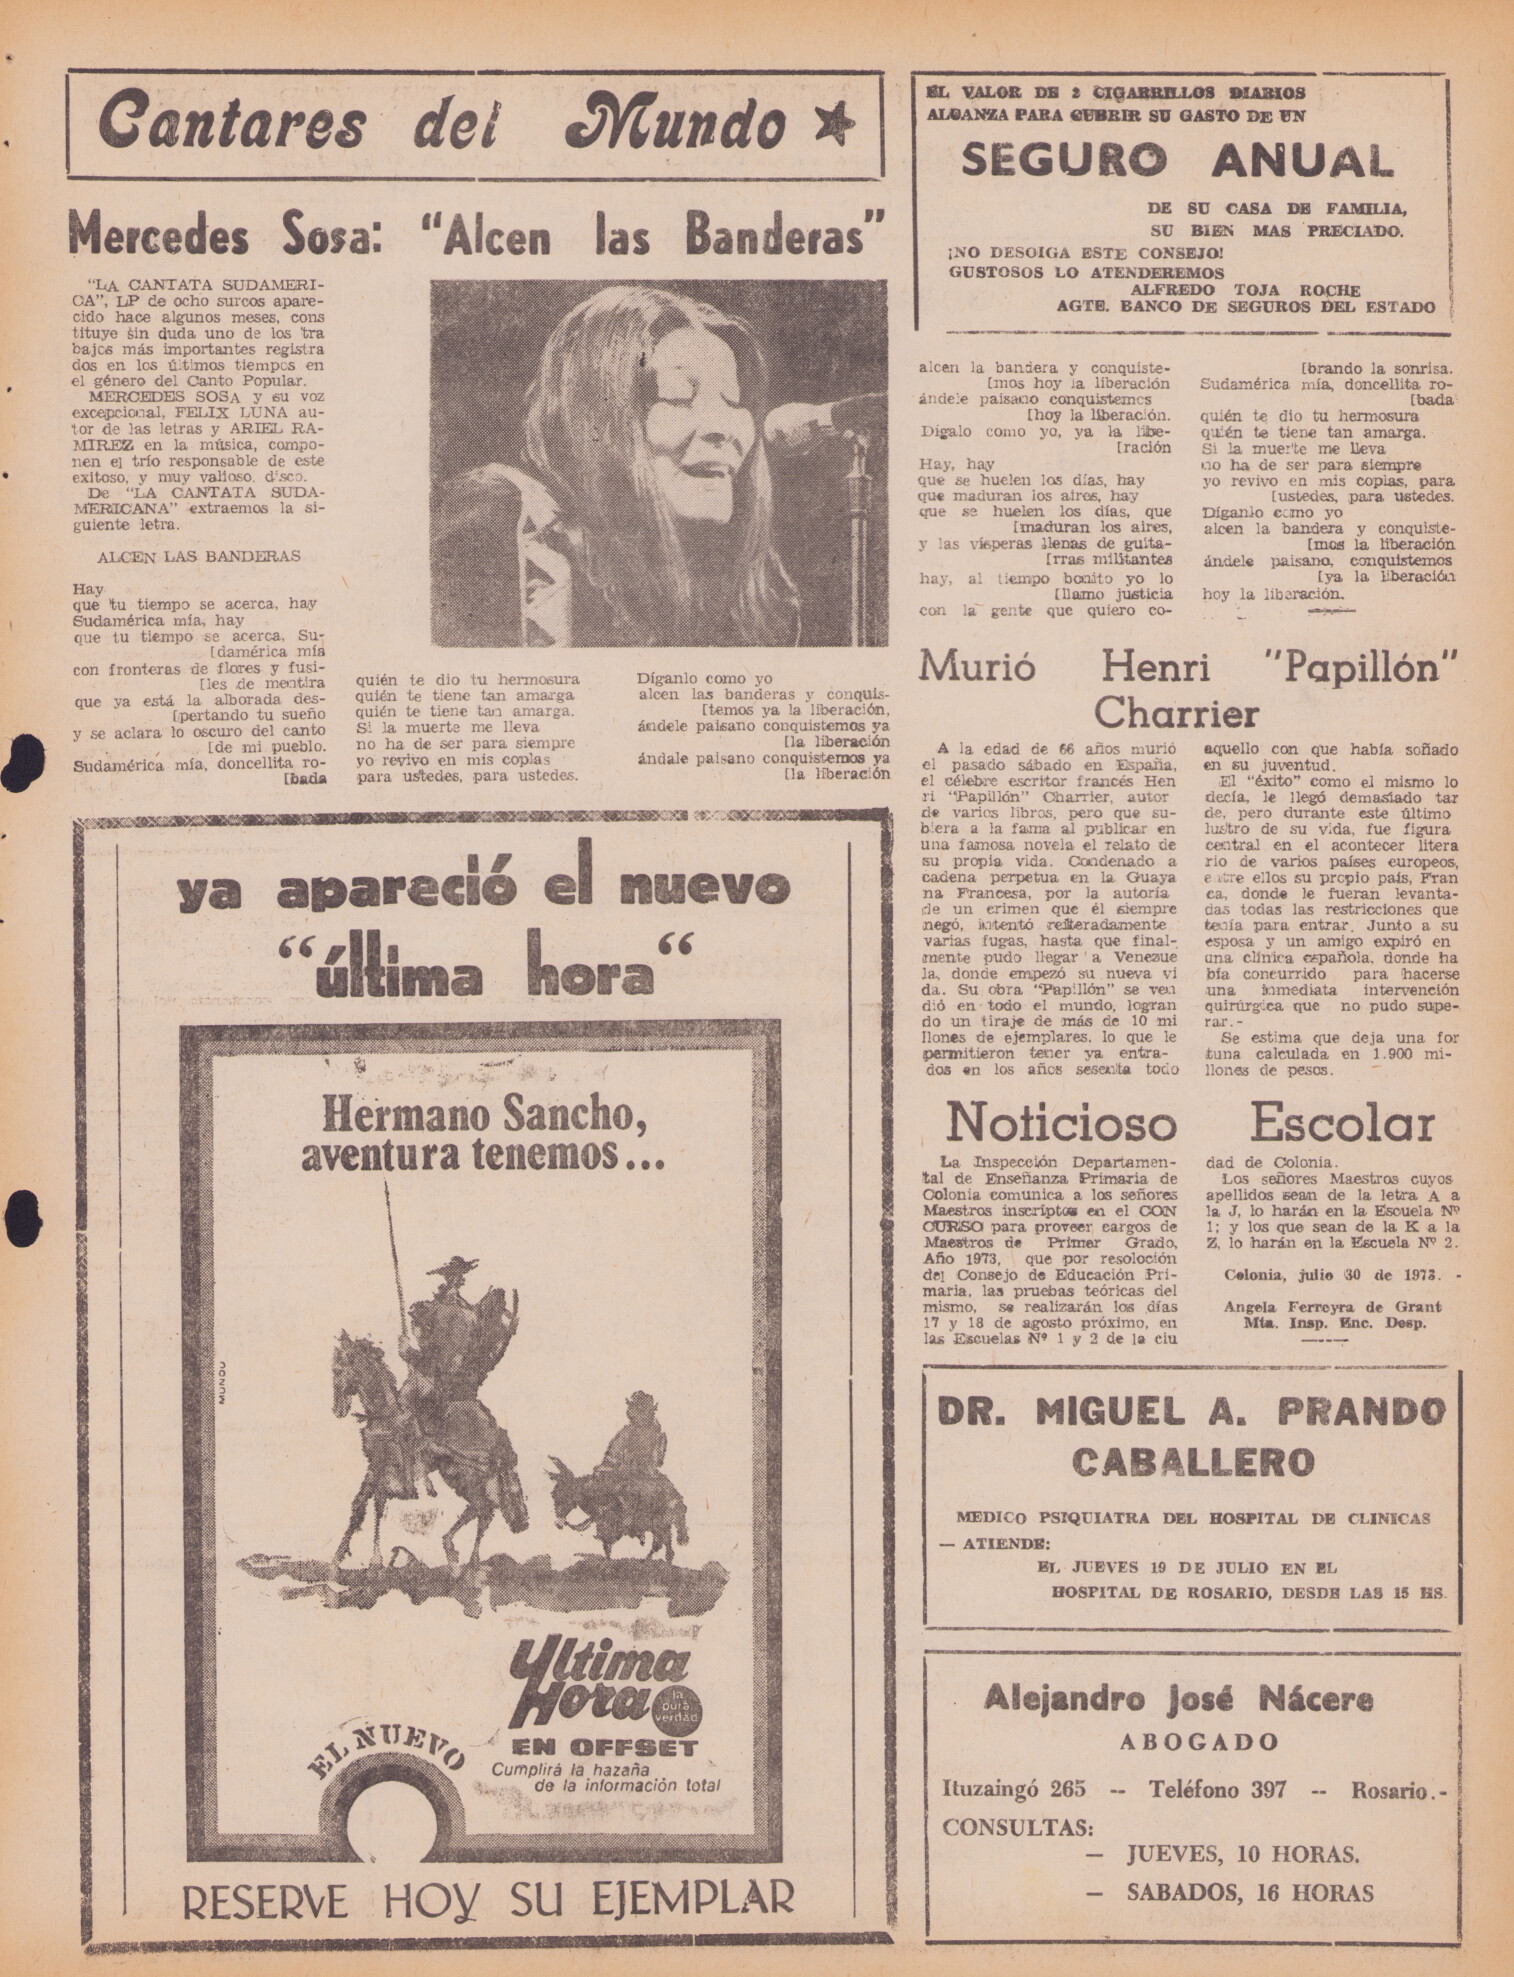 Cantares del Mundo
Mercedes Sosa: "Alcen las Banderas"
"LA CANTATA SUDAMERI-
CA", LP de ocho surcos apare-
cido hace algunos meses, cons
tituye sin duda uno de los tra
bajos más importantes registra
dos en los últimos tiempos en
el género del Canto Popular.
MERCEDES SOSA y su voz
excepcional, FELIX LUNA au-
tor de las letras y ARIEL RA-
MIREZ en la música, compo-
nen el trío responsable de este
exitoso, y muy valioso, disco.
De "LA CANTATA SUDA-
MERICANA" extraemos la si-
guiente letra.
ALCEN LAS BANDERAS
Hay
que tu tiempo se acerca, hay
Sudamérica mía, hay
que tu tiempo se acerca, Su-
[damérica mía
con fronteras de flores y fusi-
[les de mentira
que ya está la alborada des-
[pertando tu sueño
y se aclara lo oscuro del canto
[de mi pueblo.
Sudamérica mía, doncellita ro-
[bada
quién te dio tu hermosura
quién te tiene tan amarga
quién te tiene tan amarga.
Si la muerte me lleva
no ha de ser para siempre
yo revivo en mis coplas
para ustedes, para ustedes.
Díganlo como yo
alcen las banderas y conquis-
[temos ya la liberación,
ándele paisano conquistemos ya
[la liberación
ándale paisano conquistemos ya
[la liberación
alcen la bandera y conquiste-
[mos hoy la liberación
ándele paisano conquistemos
[hoy la liberación.
Dígalo como yo, ya la libe-
[ración
Hay, hay
que se huelen los días, hay
que maduran los aires, hay
que se huelen los días, que
[maduran los aires,
y las vísperas llenas de guita-
[rras militantes
hay, al tiempo bonito yo lo
[llamo justicia
con la gente que quiero co-
[brando la sonrisa.
Sudamérica mía, doncellita ro-
[bada
quién te dio tu hermosura
quién te tiene tan amarga.
Si la muerte me lleva
no ha de ser para siempre
yo revivo en mis coplas, para
[ustedes, para ustedes.
Díganlo como yo
alcen la bandera y conquiste-
[mos la liberación
ándele paisano, conquistemos
[ya la liberación
hoy la liberación.
ya apareció el nuevo
"última hora"
Hermano Sancho,
aventura tenemos...
MUNDU
Ultima
Hora
la
pura
verdad
EN OFFSET
Cumplirá la hazaña
de la información total
EL NUEVO
RESERVE HOY SU EJEMPLAR
EL VALOR DE 2 CIGARRILLOS DIARIOS
ALCANZA PARA CUBRIR SU GASTO DE UN
SEGURO ANUAL
DE SU CASA DE FAMILIA,
SU BIEN MAS PRECIADO.
¡NO DESOIGA ESTE CONSEJO!
GUSTOSOS LO ATENDEREMOS
ALFREDO TOJA ROCHE
AGTE. BANCO DE SEGUROS DEL ESTADO
Murió Henri "Papillón"
Charrier
A la edad de 66 años murió
el pasado sábado en España,
el célebre escritor francés Hen
ri "Papillón" Charrier, autor
de varios libros, pero que su-
biera a la fama al publicar en
una famosa novela el relato de
su propia vida. Condenado a
cadena perpetua en la Guaya
na Francesa, por la autoría
de un crimen que él siempre
negó, intentó reiteradamente
varias fugas, hasta que final-
mente pudo llegar a Venezue
la, donde empezó su nueva vi
da. Su obra "Papillón" se ven
dió en todo el mundo, logran
do un tiraje de más de 10 mi
llones de ejemplares, lo que le
permitieron tener ya entra-
dos en los años sesenta todo
aquello con que había soñado
en su juventud.
El "éxito" como el mismo lo
decía, le llegó demasiado tar
de, pero durante este último
lustro de su vida, fue figura
central en el acontecer litera
rio de varios países europeos,
entre ellos su propio país, Fran
ca, donde le fueran levanta-
das todas las restricciones que
tenía para entrar. Junto a su
esposa y un amigo expiró en
una clínica española, donde ha
bía concurrido para hacerse
una inmediata intervención
quirúrgica que no pudo supe-
rar.-
Se estima que deja una for
tuna calculada en 1.900 mi-
llones de pesos.
Noticioso Escolar
La Inspección Departamen-
tal de Enseñanza Primaria de
Colonia comunica a los señores
Maestros inscriptos en el CON
CURSO para proveer cargos de
Maestros de Primer Grado,
Año 1973, que por resoloción
del Consejo de Educación Pri-
maria, las pruebas teóricas del
mismo, se realizarán los días
17 y 18 de agosto próximo, en
las Escuelas Nº 1 y 2 de la ciu
dad de Colonia.
Los señores Maestros cuyos
apellidos sean de la letra A a
la J, lo harán en la Escuela Nº
1; y los que sean de la K a la
Z, lo harán en la Escuela Nº 2.
Colonia, julio 30 de 1973. -
Angela Ferreyra de Grant
Mta. Insp. Enc. Desp.
DR. MIGUEL A. PRANDO
CABALLERO
MEDICO PSIQUIATRA DEL HOSPITAL DE CLINICAS
— ATIENDE:
EL JUEVES 19 DE JULIO EN EL
HOSPITAL DE ROSARIO, DESDE LAS 15 HS.
Alejandro José Nácere
ABOGADO
Ituzaingó 265 -- Teléfono 397 -- Rosario.-
CONSULTAS:
— JUEVES, 10 HORAS.
— SABADOS, 16 HORAS